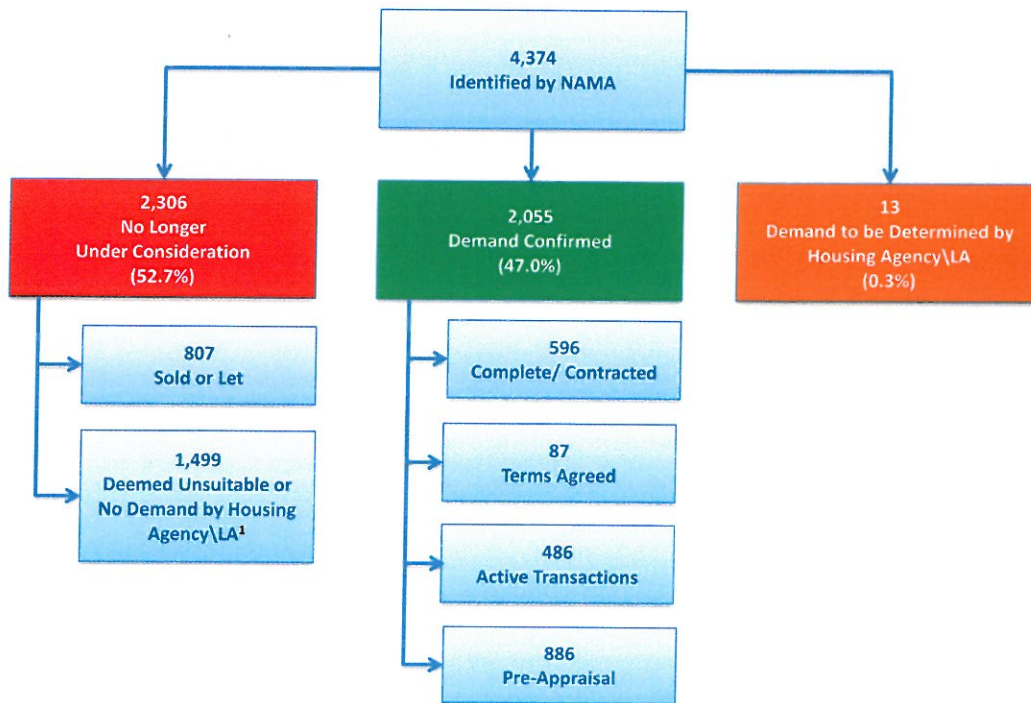 4,374
Identified by NAMA
2,306
No Longer
Under Consideration
(52.7%)
2,055
Demand Confirmed
(47.0%)
13
Demand to be Determined by
Housing Agency\LA
(0.3%)
807
Sold or Let
1,499
Deemed Unsuitable or
No Demand by Housing
Agency\LA¹
596
Complete/ Contracted
87
Terms Agreed
486
Active Transactions
886
Pre-Appraisal